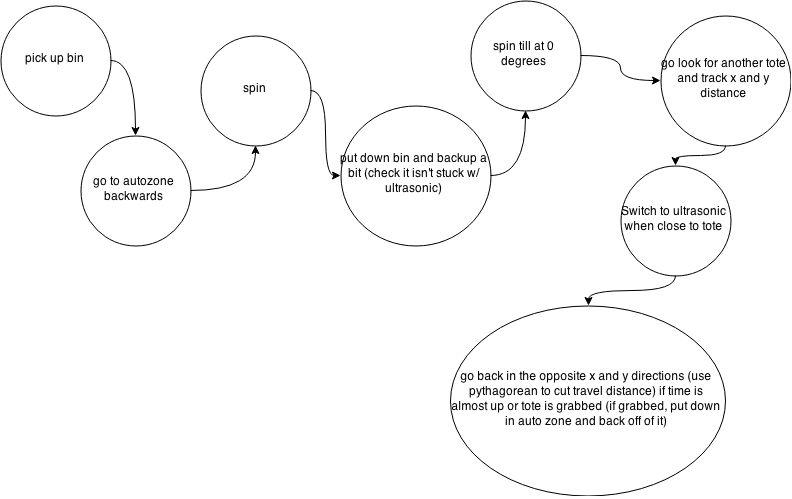 pick up bin
go to autozone
backwards
spin
put down bin and backup a
bit (check it isn't stuck w/
ultrasonic)
spin till at 0
degrees
go look for another tote
and track x and y
distance
Switch to ultrasonic
when close to tote
go back in the opposite x and y directions (use
pythagorean to cut travel distance) if time is
almost up or tote is grabbed (if grabbed, put down
in auto zone and back off of it)